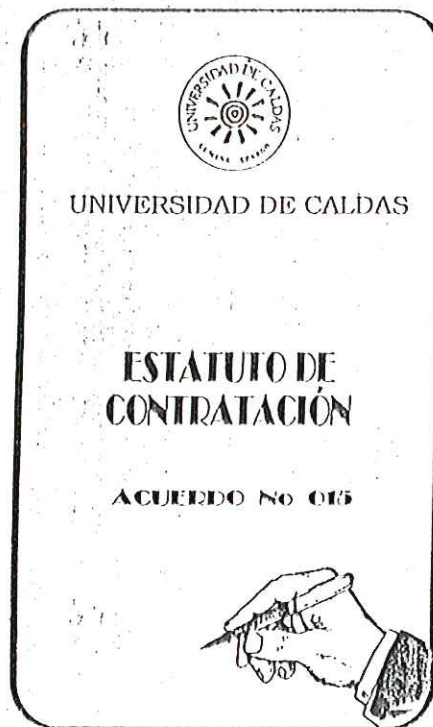 UNIVERSIDAD DE CALDAS
UNIVERSIDAD DE CALDAS
ESTATUTO DE
CONTRATACIÓN
ACUERDO No 015